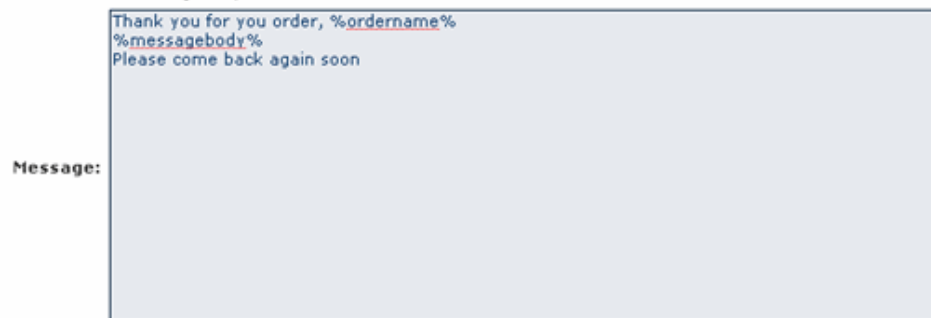 Thank you for you order, %ordername%
%messagebody%
Please come back again soon
Message: